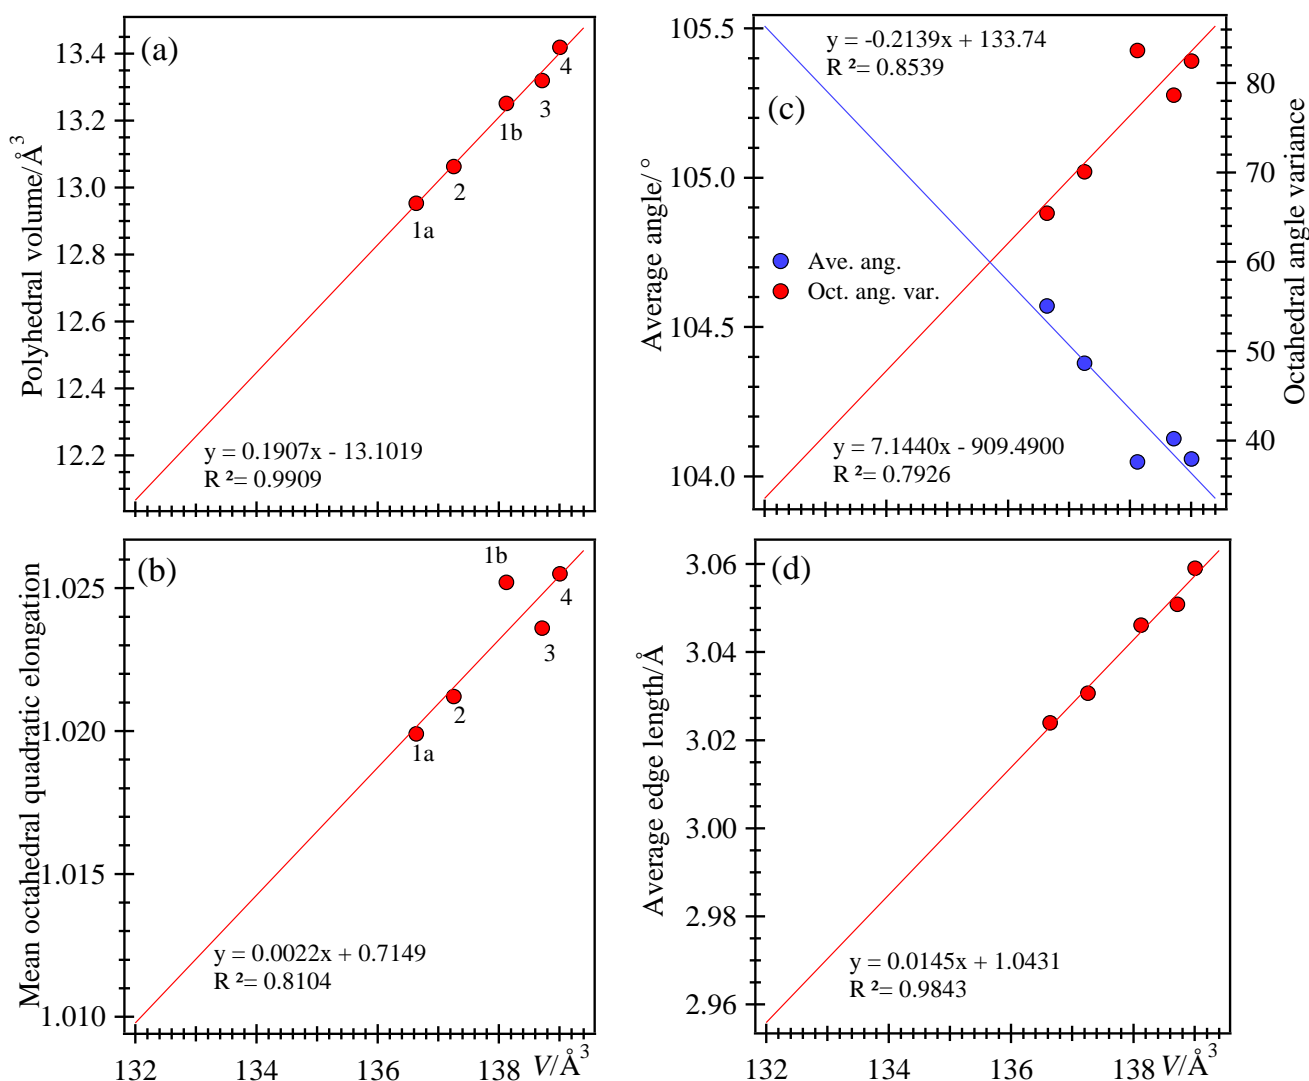 (a)
13.4
13.2
13.0
12.8
12.6
12.4
12.2
Polyhedral volume/Å³
4
3
1b
2
1a
y = 0.1907x - 13.1019
R ²= 0.9909
(c)
105.5
105.0
104.5
104.0
Average angle/°
y = -0.2139x + 133.74
R ²= 0.8539
Ave. ang.
Oct. ang. var.
y = 7.1440x - 909.4900
R ²= 0.7926
80
70
60
50
40
Octahedral angle variance
(b)
1.025
1.020
1.015
1.010
Mean octahedral quadratic elongation
1b
4
3
2
1a
y = 0.0022x + 0.7149
R ²= 0.8104
132
134
136
138
V/Å³
(d)
3.06
3.04
3.02
3.00
2.98
2.96
Average edge length/Å
y = 0.0145x + 1.0431
R ²= 0.9843
132
134
136
138
V/Å³